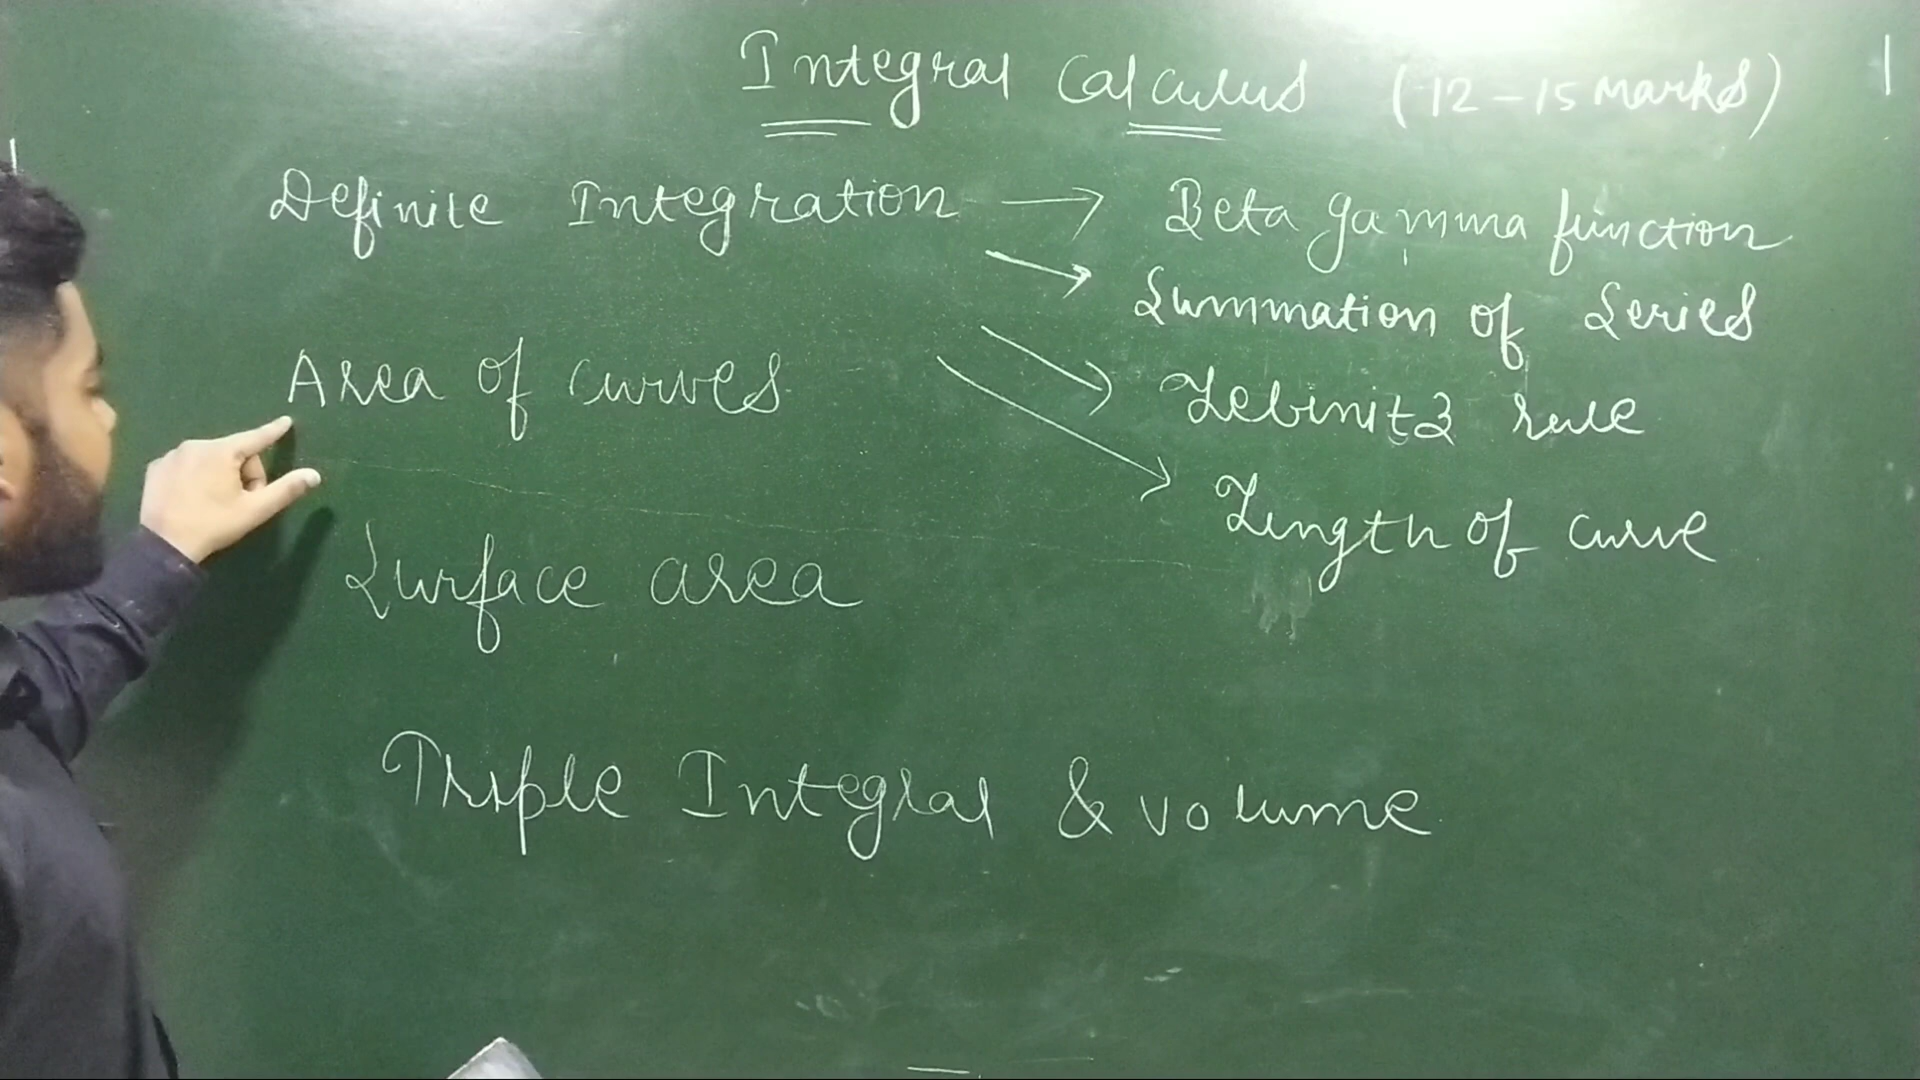 Integral Calculus (12-15 Marks)
Definite Integration → Beta gamma function
→ Summation of Series
Area of curves
→ Lebinitz rule
→ Length of curve
Surface area
Triple Integral & volume